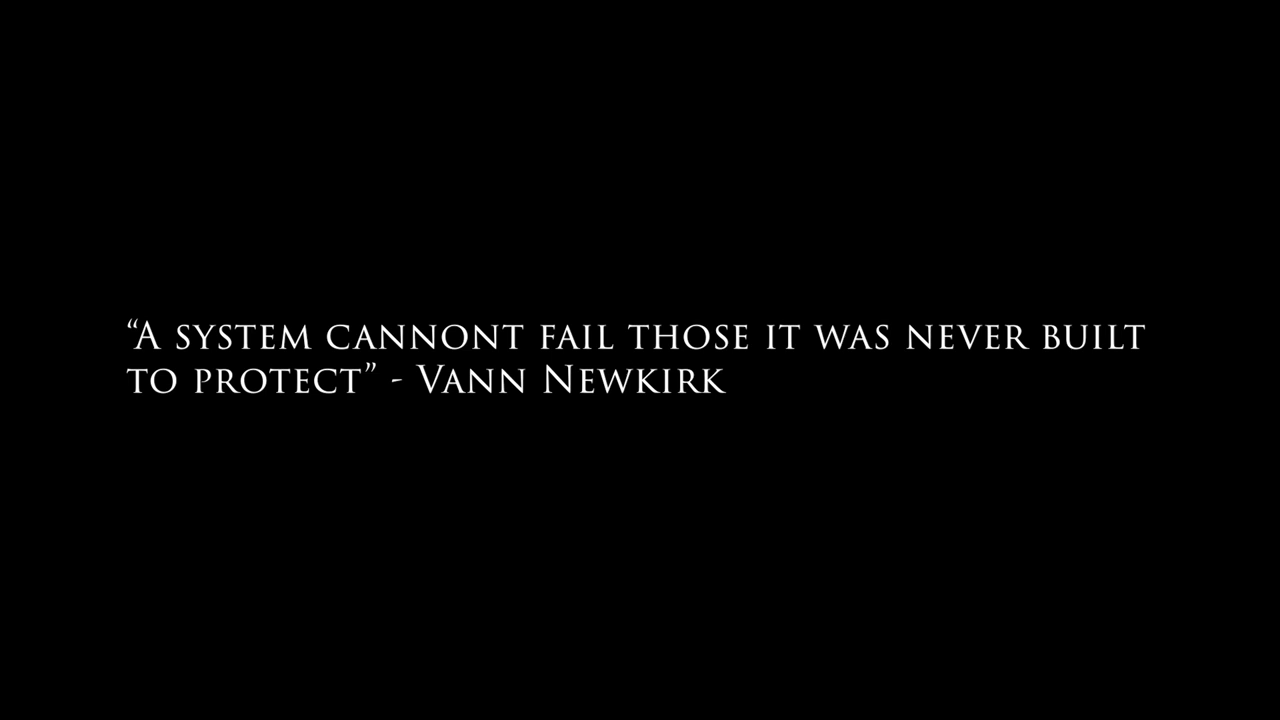 “A system cannont fail those it was never built
to protect” - Vann Newkirk